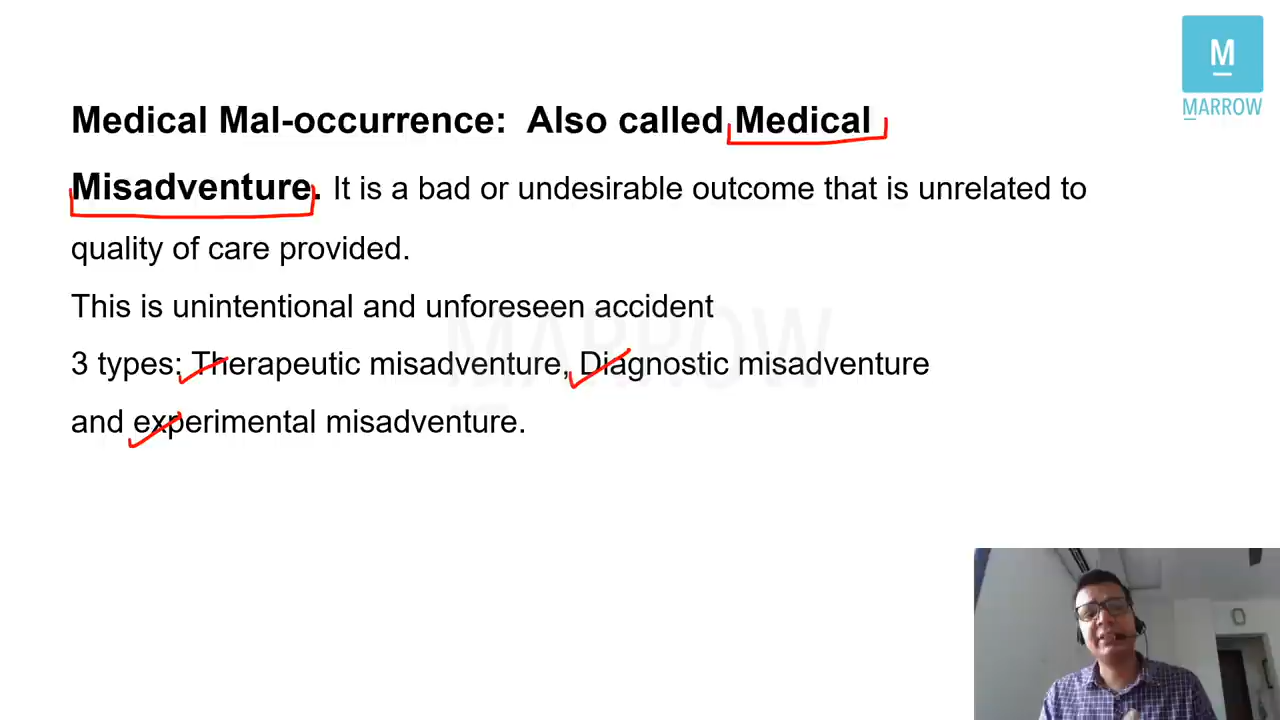 M
MARROW
Medical Mal-occurrence: Also called Medical
Misadventure. It is a bad or undesirable outcome that is unrelated to
quality of care provided.
This is unintentional and unforeseen accident
MARROW
3 types: Therapeutic misadventure, Diagnostic misadventure
and experimental misadventure.